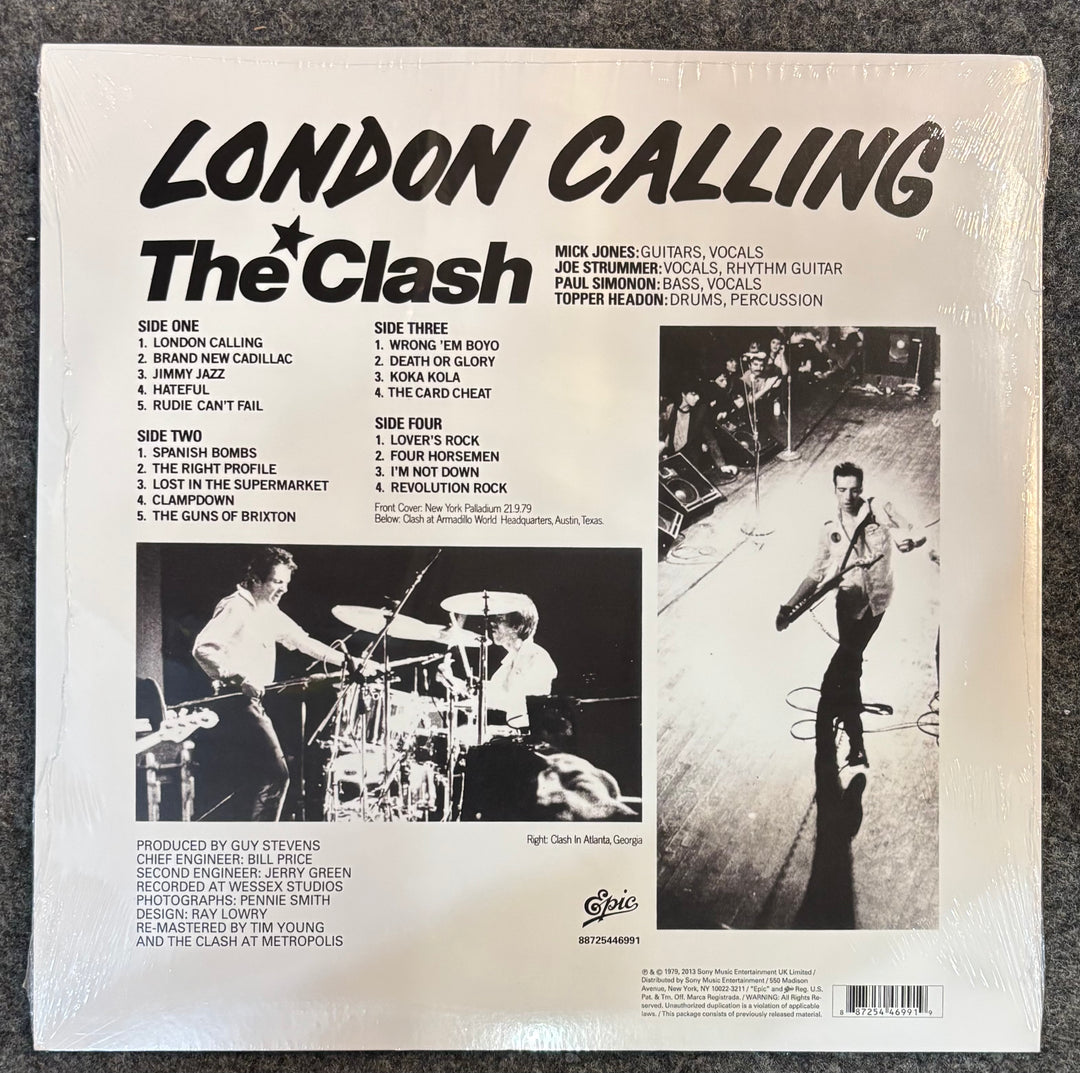 LONDON CALLING
The Clash
MICK JONES: GUITARS, VOCALS
JOE STRUMMER: VOCALS, RHYTHM GUITAR
PAUL SIMONON: BASS, VOCALS
TOPPER HEADON: DRUMS, PERCUSSION
SIDE ONE
1. LONDON CALLING
2. BRAND NEW CADILLAC
3. JIMMY JAZZ
4. HATEFUL
5. RUDIE CAN'T FAIL
SIDE TWO
1. SPANISH BOMBS
2. THE RIGHT PROFILE
3. LOST IN THE SUPERMARKET
4. CLAMPDOWN
5. THE GUNS OF BRIXTON
SIDE THREE
1. WRONG 'EM BOYO
2. DEATH OR GLORY
3. KOKA KOLA
4. THE CARD CHEAT
SIDE FOUR
1. LOVER'S ROCK
2. FOUR HORSEMEN
3. I'M NOT DOWN
4. REVOLUTION ROCK
Front Cover: New York Palladium 21.9.79
Below: Clash at Armadillo World Headquarters, Austin, Texas.
Right: Clash In Atlanta, Georgia
PRODUCED BY GUY STEVENS
CHIEF ENGINEER: BILL PRICE
SECOND ENGINEER: JERRY GREEN
RECORDED AT WESSEX STUDIOS
PHOTOGRAPHS: PENNIE SMITH
DESIGN: RAY LOWRY
RE-MASTERED BY TIM YOUNG
AND THE CLASH AT METROPOLIS
Epic
88725446991
℗ & © 1979, 2013 Sony Music Entertainment UK Limited /
Distributed by Sony Music Entertainment / 550 Madison
Avenue, New York, NY 10022-3211 / "Epic" and Epic Reg. U.S.
Pat. & Tm. Off. Marca Registrada. / WARNING: All Rights Re-
served. Unauthorized duplication is a violation of applicable
laws. / This package consists of previously released material.
8 87254 46991 9